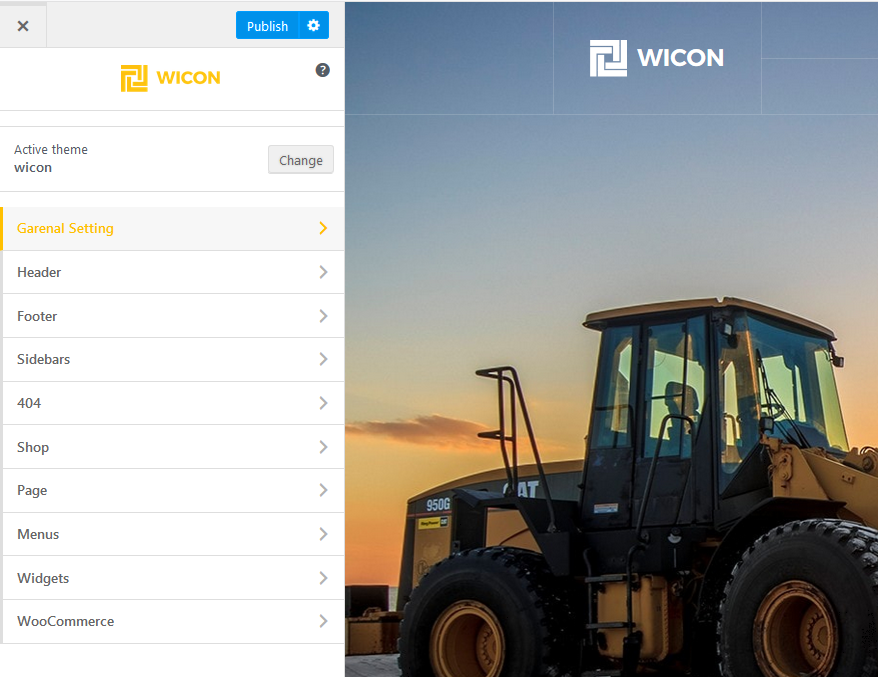 Publish
WICON
?
Active theme
wicon
Change
Garenal Setting
Header
Footer
Sidebars
404
Shop
Page
Menus
Widgets
WooCommerce
WICON
CAT
950G